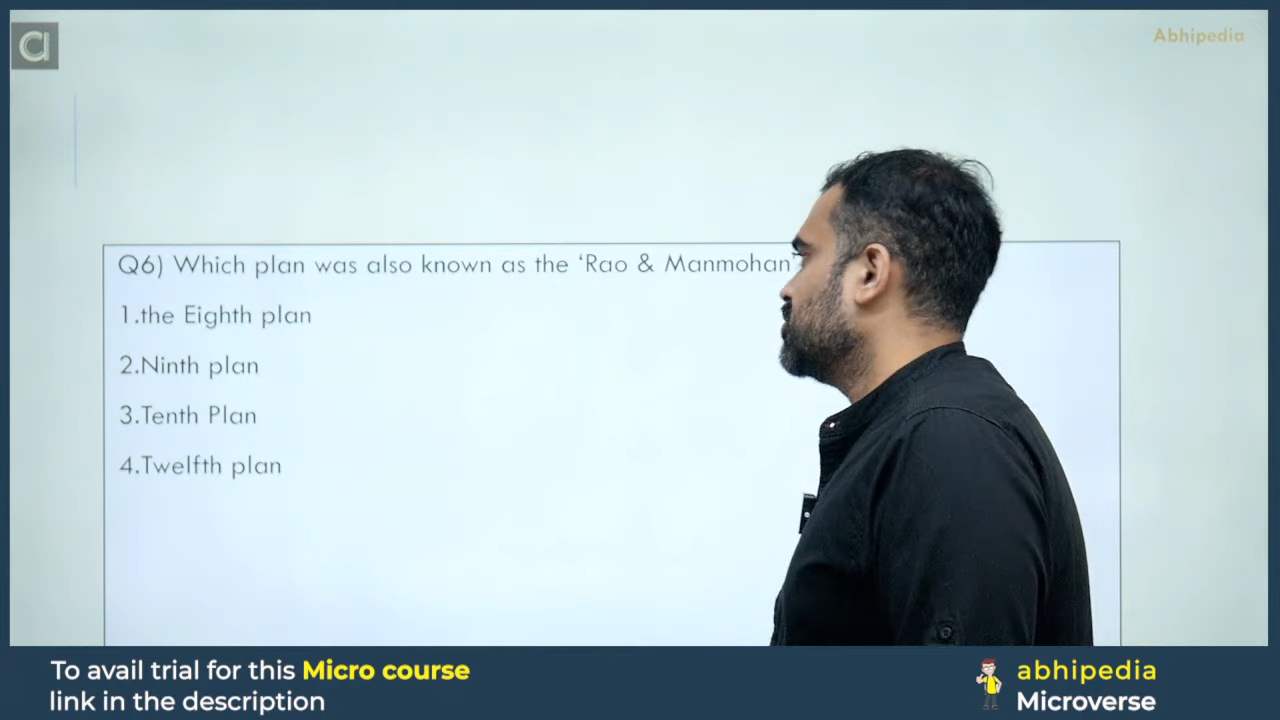 a
Abhipedia
Q6) Which plan was also known as the ‘Rao & Manmohan
1.the Eighth plan
2.Ninth plan
3.Tenth Plan
4.Twelfth plan
To avail trial for this Micro course
link in the description
abhipedia
Microverse